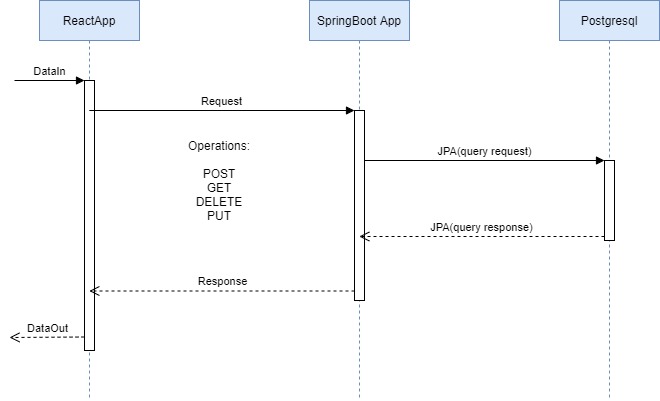 ReactApp
SpringBoot App
Postgresql
DataIn
Request
Operations:
POST
GET
DELETE
PUT
JPA(query request)
JPA(query response)
Response
DataOut